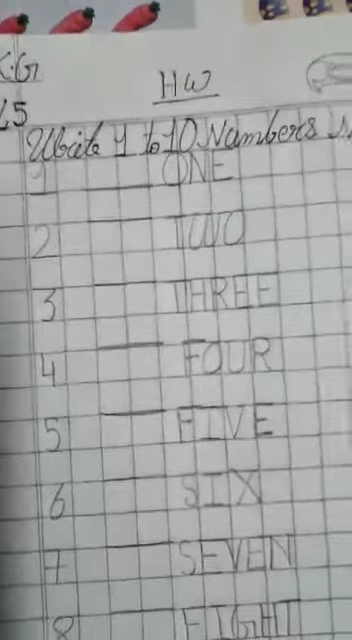 K.G
HW
15
Write 1 to 10 Numbers
1 ONE
2 TWO
3 THREE
4 FOUR
5 FIVE
6 SIX
7 SEVEN
8 EIGHT